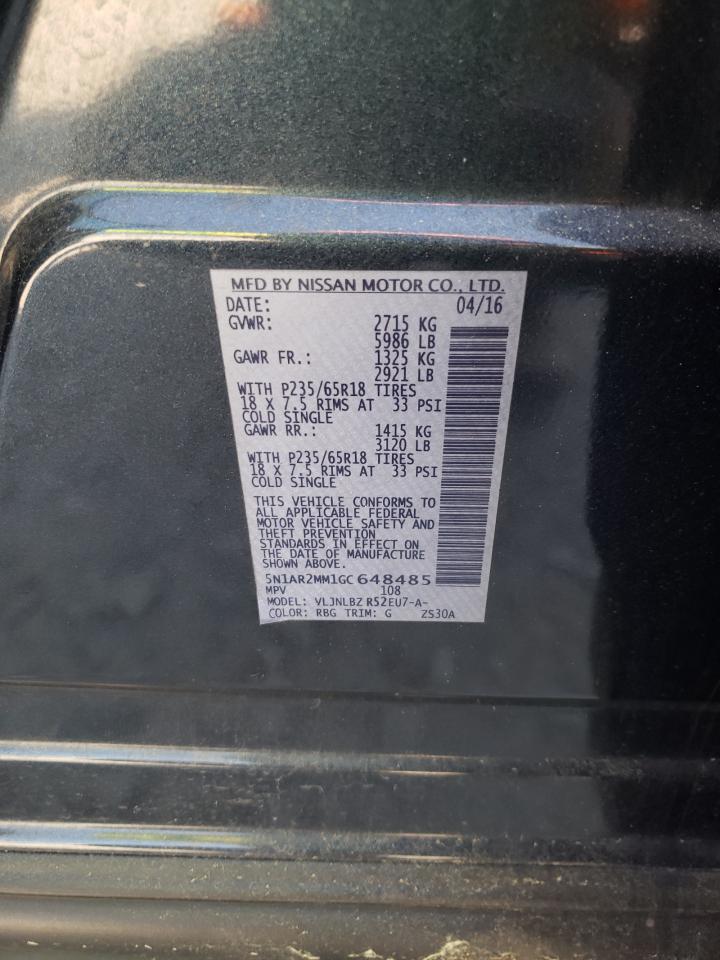 MFD BY NISSAN MOTOR CO., LTD.
DATE: 04/16
GVWR: 2715 KG
5986 LB
GAWR FR.: 1325 KG
2921 LB
WITH P235/65R18 TIRES
18 X 7.5 RIMS AT 33 PSI
COLD SINGLE
GAWR RR.: 1415 KG
3120 LB
WITH P235/65R18 TIRES
18 X 7.5 RIMS AT 33 PSI
COLD SINGLE
THIS VEHICLE CONFORMS TO
ALL APPLICABLE FEDERAL
MOTOR VEHICLE SAFETY AND
THEFT PREVENTION
STANDARDS IN EFFECT ON
THE DATE OF MANUFACTURE
SHOWN ABOVE.
5N1AR2MM1GC648485
MPV 108
MODEL: VLJNLBZ R52EU7-A-
COLOR: RBG TRIM: G ZS30A